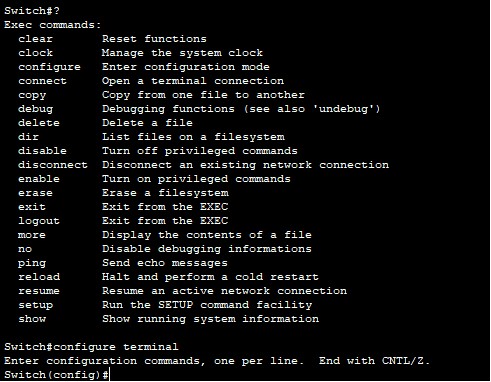 Switch#?
Exec commands:
  clear       Reset functions
  clock       Manage the system clock
  configure   Enter configuration mode
  connect     Open a terminal connection
  copy        Copy from one file to another
  debug       Debugging functions (see also 'undebug')
  delete      Delete a file
  dir         List files on a filesystem
  disable     Turn off privileged commands
  disconnect  Disconnect an existing network connection
  enable      Turn on privileged commands
  erase       Erase a filesystem
  exit        Exit from the EXEC
  logout      Exit from the EXEC
  more        Display the contents of a file
  no          Disable debugging informations
  ping        Send echo messages
  reload      Halt and perform a cold restart
  resume      Resume an active network connection
  setup       Run the SETUP command facility
  show        Show running system information
Switch#configure terminal
Enter configuration commands, one per line.  End with CNTL/Z.
Switch(config)#